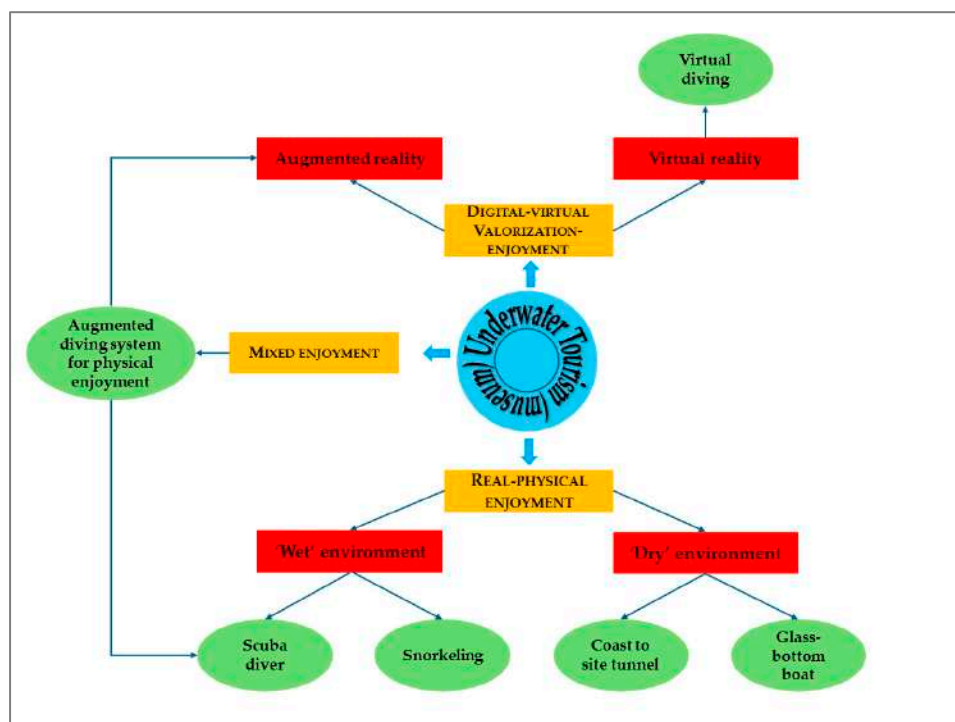 Virtual
diving
Augmented reality
Virtual reality
DIGITAL-VIRTUAL
VALORIZATION-
ENJOYMENT
Underwater Tourism (museum)
Augmented
diving system
for physical
enjoyment
MIXED ENJOYMENT
REAL-PHYSICAL
ENJOYMENT
'Wet' environment
'Dry' environment
Scuba
diver
Snorkeling
Coast to
site tunnel
Glass-
bottom
boat